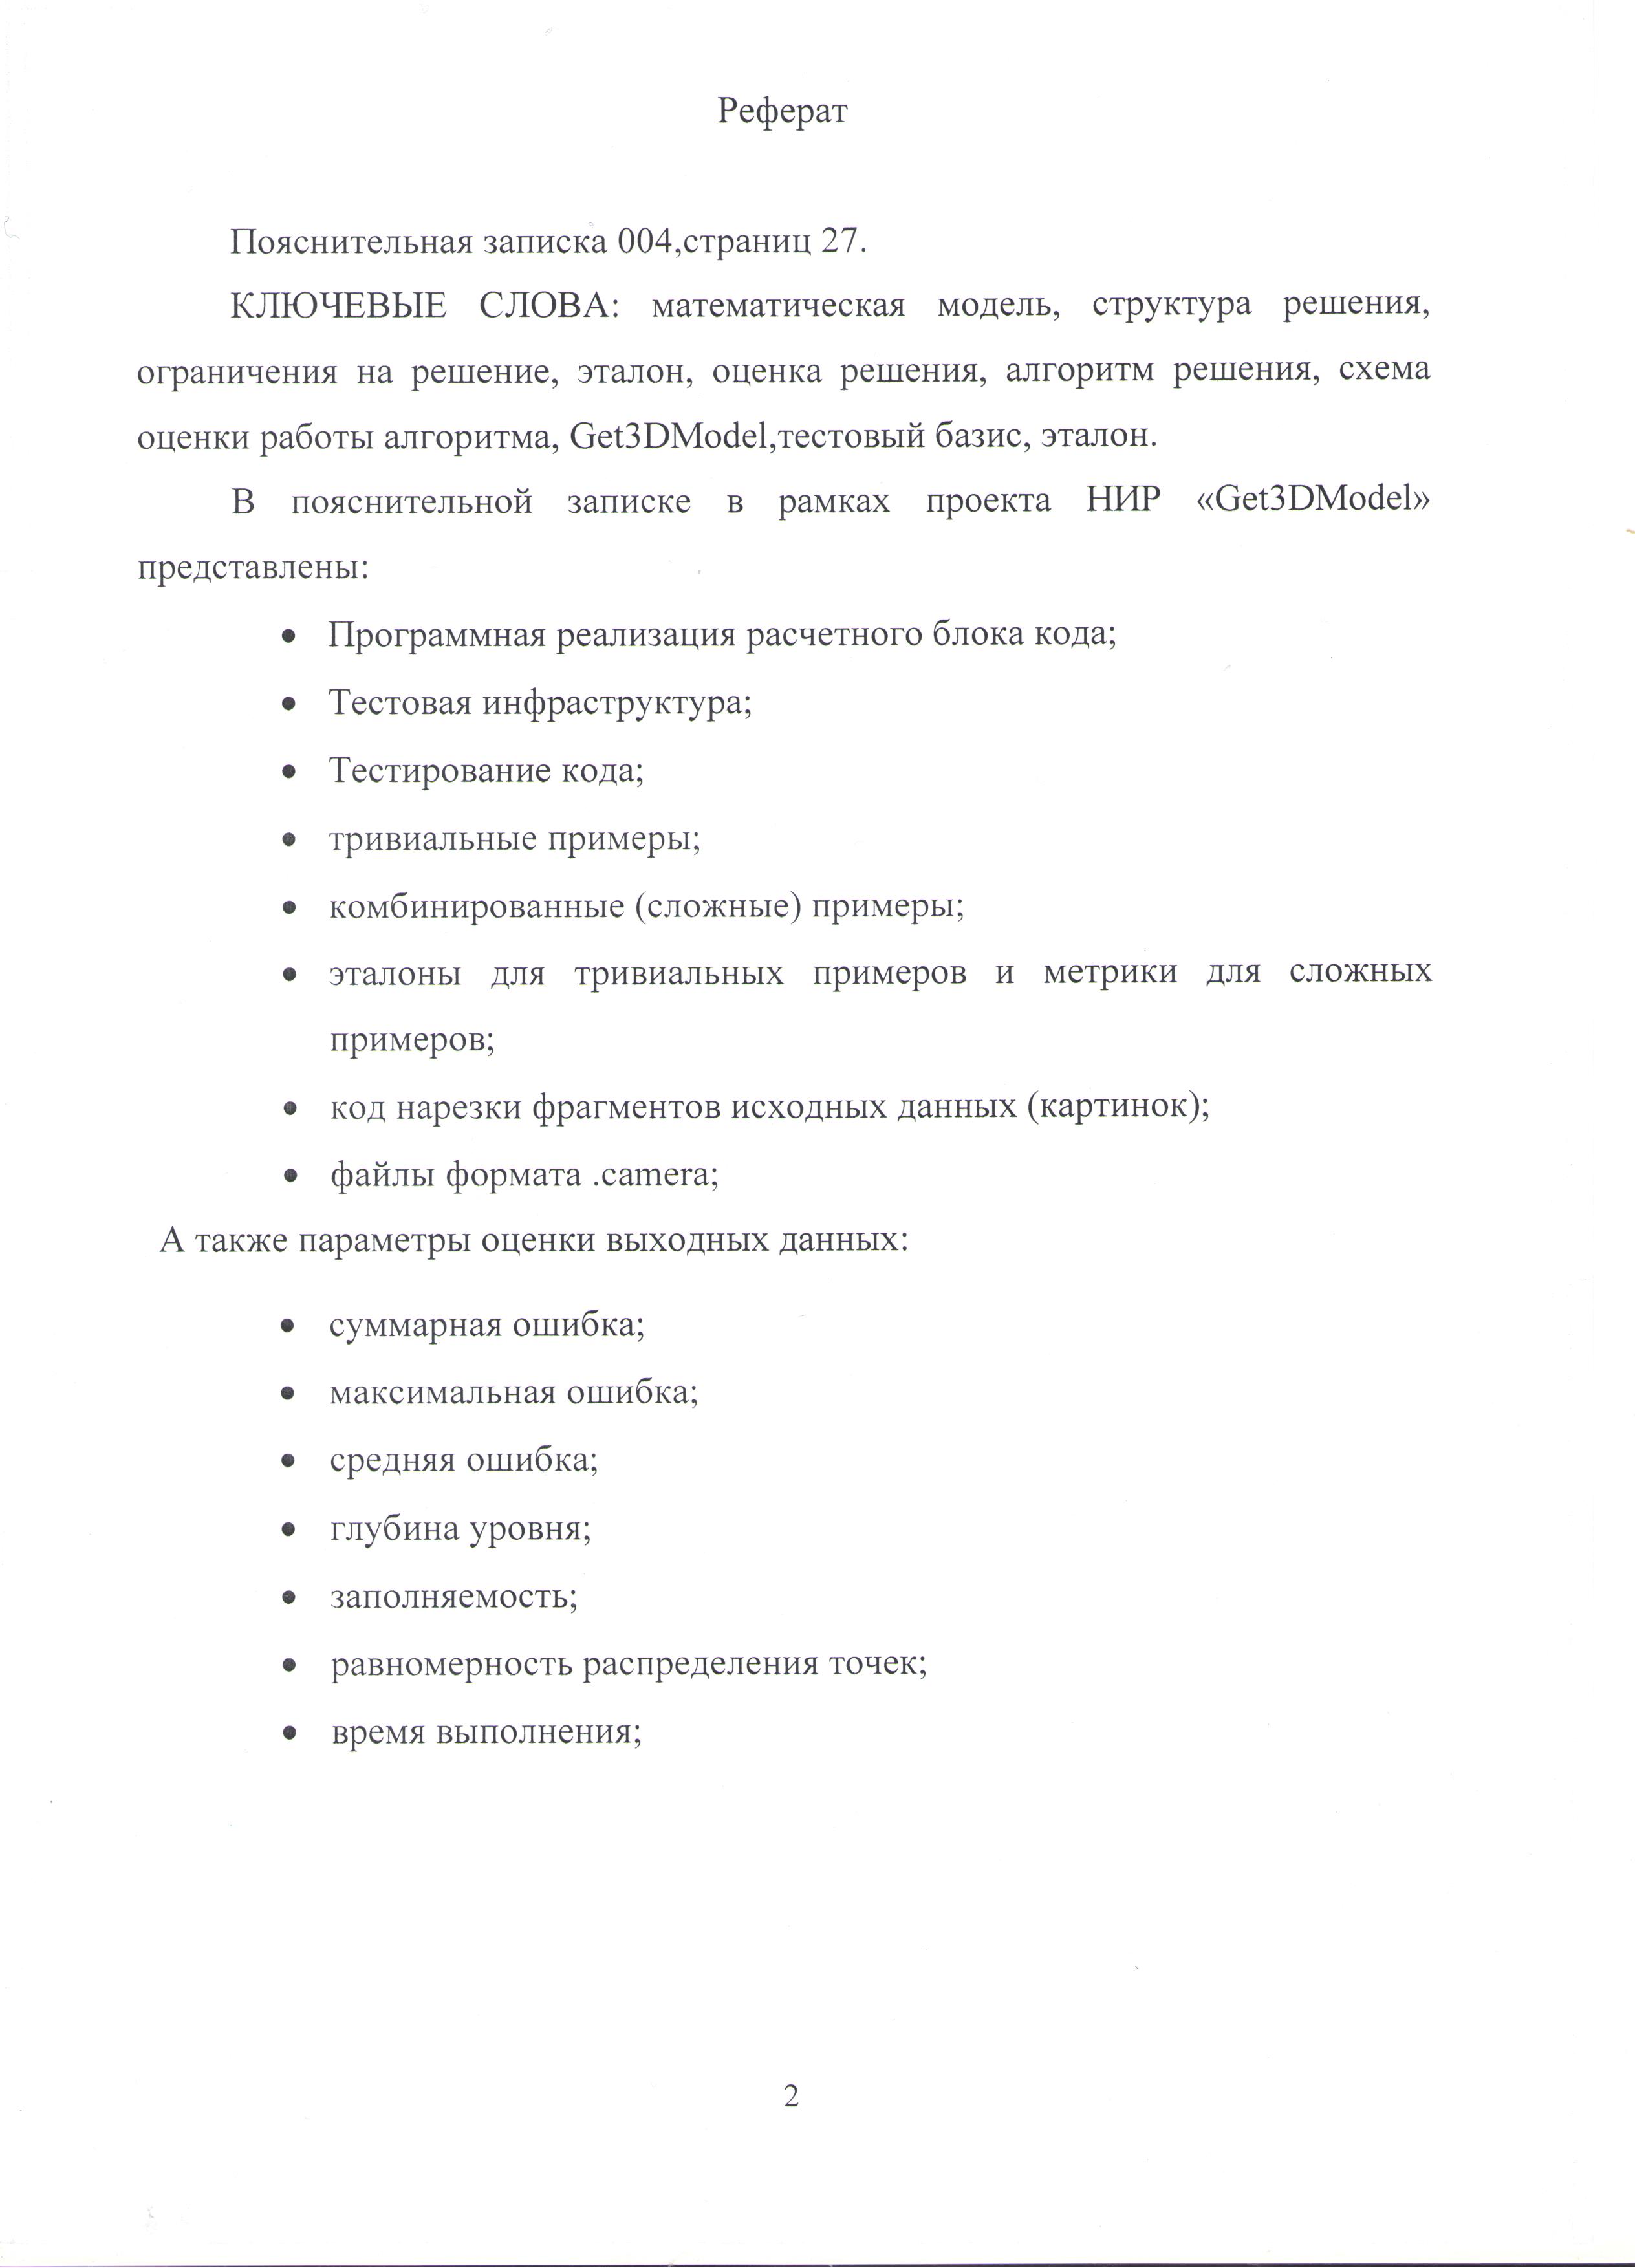 Реферат
Пояснительная записка 004,страниц 27.
КЛЮЧЕВЫЕ СЛОВА: математическая модель, структура решения,
ограничения на решение, эталон, оценка решения, алгоритм решения, схема
оценки работы алгоритма, Get3DModel,тестовый базис, эталон.
В пояснительной записке в рамках проекта НИР «Get3DModel»
представлены:
• Программная реализация расчетного блока кода;
• Тестовая инфраструктура;
• Тестирование кода;
• тривиальные примеры;
• комбинированные (сложные) примеры;
• эталоны для тривиальных примеров и метрики для сложных
примеров;
• код нарезки фрагментов исходных данных (картинок);
• файлы формата .camera;
А также параметры оценки выходных данных:
• суммарная ошибка;
• максимальная ошибка;
• средняя ошибка;
• глубина уровня;
• заполняемость;
• равномерность распределения точек;
• время выполнения;
2